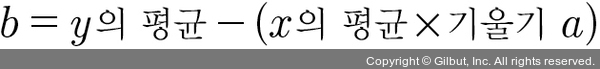 b = y의 평균 − (x의 평균×기울기 a)
Copyright © Gilbut, Inc. All rights reserved.